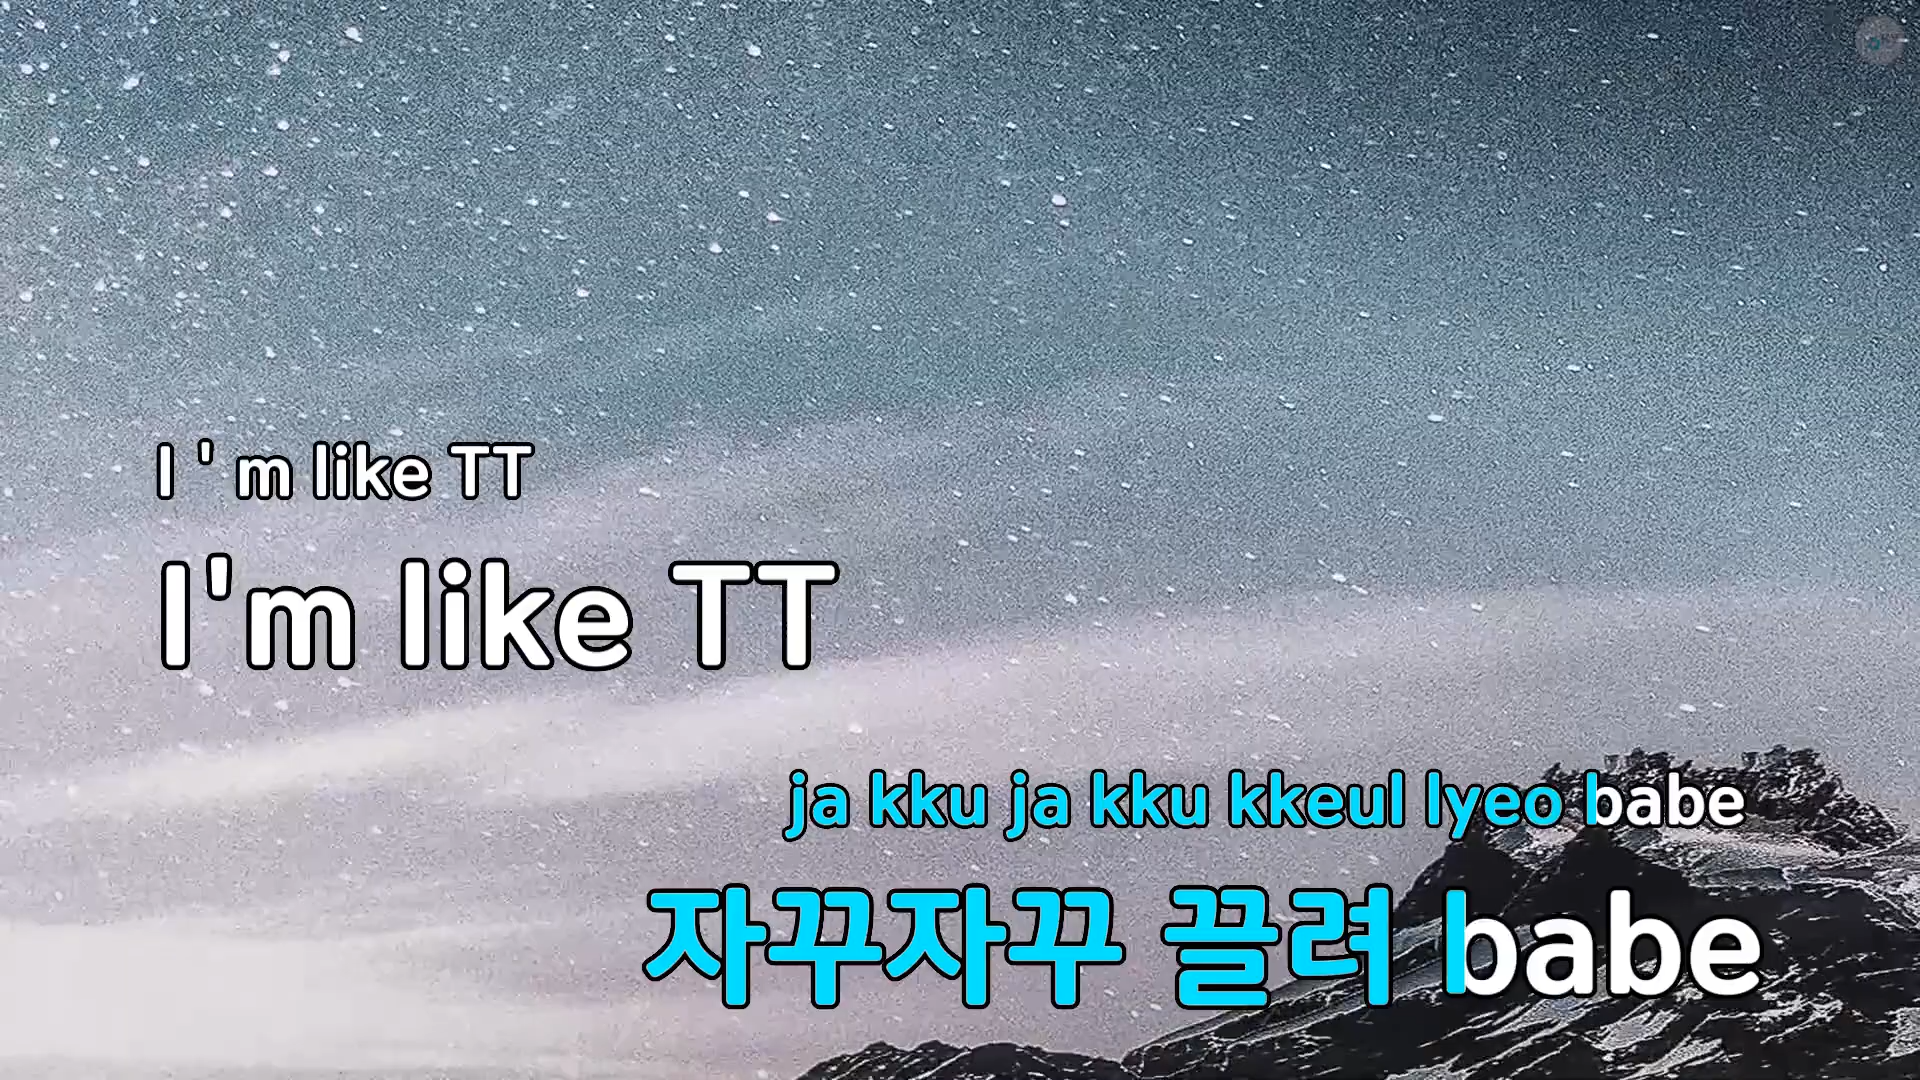 I ' m like TT
I'm like TT
ja kku ja kku kkeul lyeo babe
자꾸자꾸 끌려 babe